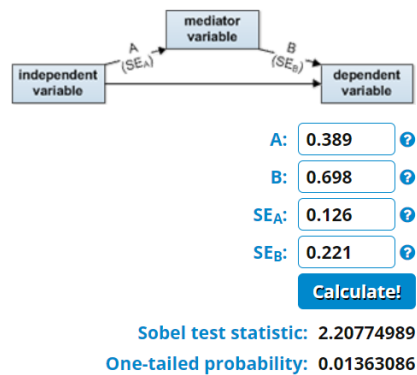 mediator
variable
A
(SEA)
B
(SEB)
independent
variable
dependent
variable
A: 0.389 ?
B: 0.698 ?
SEA: 0.126 ?
SEB: 0.221 ?
Calculate!
Sobel test statistic: 2.20774989
One-tailed probability: 0.01363086